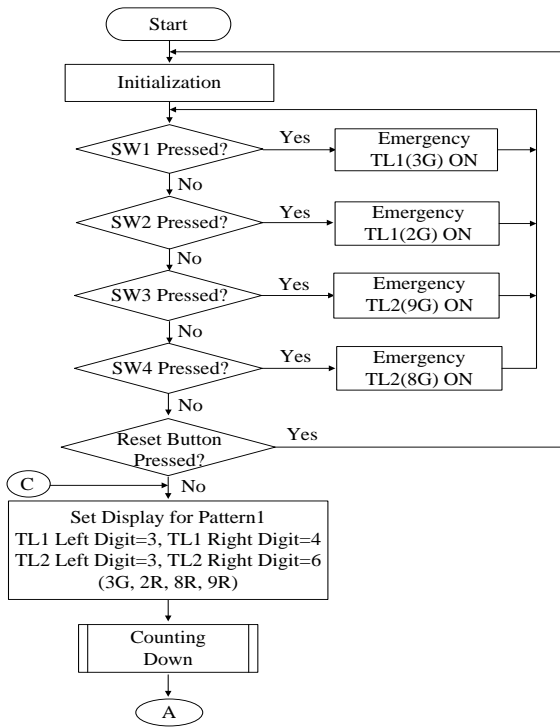 Start
Initialization
SW1 Pressed?
Yes
Emergency
TL1(3G) ON
No
SW2 Pressed?
Yes
Emergency
TL1(2G) ON
No
SW3 Pressed?
Yes
Emergency
TL2(9G) ON
No
SW4 Pressed?
Yes
Emergency
TL2(8G) ON
No
Reset Button
Pressed?
Yes
C
No
Set Display for Pattern1
TL1 Left Digit=3, TL1 Right Digit=4
TL2 Left Digit=3, TL2 Right Digit=6
(3G, 2R, 8R, 9R)
Counting
Down
A